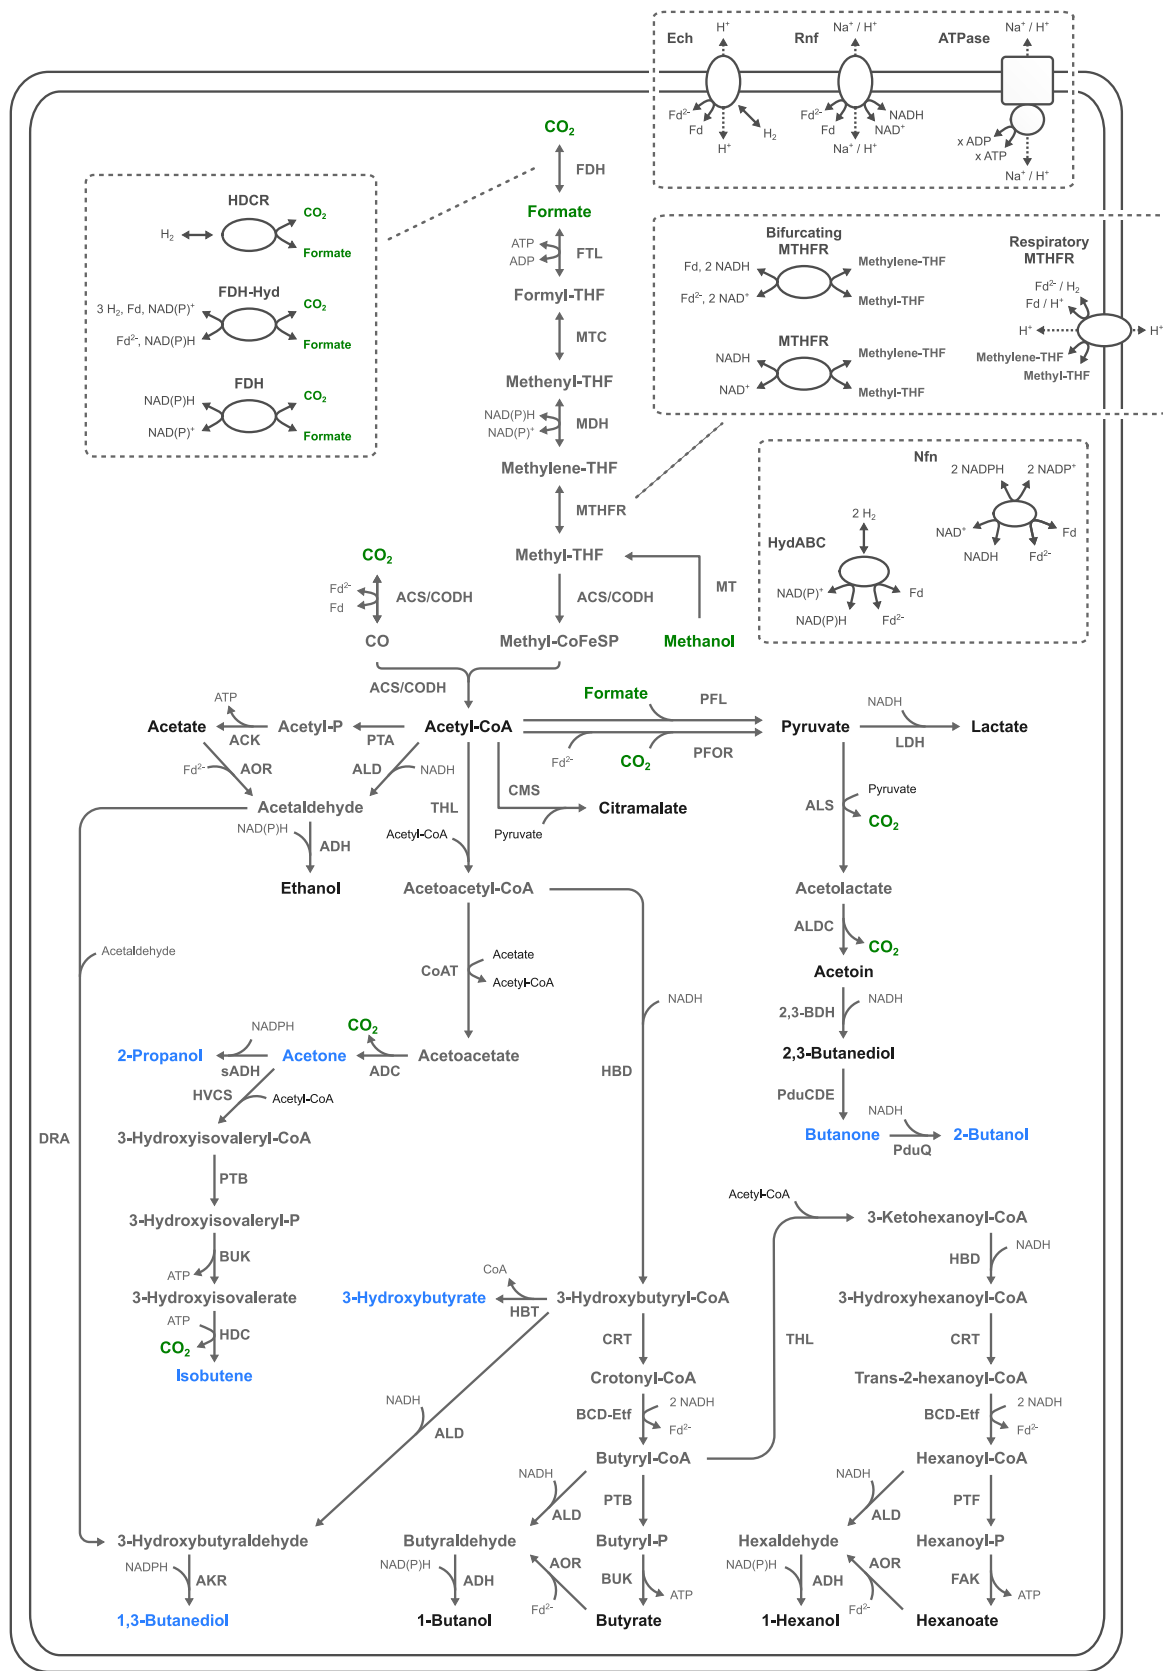 Ech
H⁺
Fd²⁻
Fd
H₂
H⁺
Rnf
Na⁺ / H⁺
Fd²⁻
Fd
NADH
NAD⁺
Na⁺ / H⁺
ATPase
Na⁺ / H⁺
x ADP
x ATP
Na⁺ / H⁺
CO₂
FDH
Formate
ATP
ADP
FTL
Formyl-THF
MTC
Methenyl-THF
NAD(P)H
NAD(P)⁺
MDH
Methylene-THF
MTHFR
Methyl-THF
HDCR
H₂
CO₂
Formate
FDH-Hyd
3 H₂, Fd, NAD(P)⁺
Fd²⁻, NAD(P)H
CO₂
Formate
FDH
NAD(P)H
NAD(P)⁺
CO₂
Formate
Bifurcating
MTHFR
Fd, 2 NADH
Fd²⁻, 2 NAD⁺
Methylene-THF
Methyl-THF
MTHFR
NADH
NAD⁺
Methylene-THF
Methyl-THF
Respiratory
MTHFR
Fd²⁻ / H₂
Fd / H⁺
H⁺
H⁺
Methylene-THF
Methyl-THF
Nfn
2 NADPH
2 NADP⁺
NAD⁺
NADH
Fd
Fd²⁻
HydABC
2 H₂
NAD(P)⁺
NAD(P)H
Fd
Fd²⁻
CO₂
Fd²⁻
Fd
ACS/CODH
CO
ACS/CODH
Methyl-CoFeSP
MT
Methanol
ACS/CODH
Acetate
ATP
ACK
Acetyl-P
PTA
Acetyl-CoA
Formate
PFL
Fd²⁻
CO₂
PFOR
Pyruvate
NADH
LDH
Lactate
Fd²⁻
AOR
ALD
NADH
Acetaldehyde
NAD(P)H
ADH
Ethanol
THL
Acetyl-CoA
CMS
Pyruvate
Citramalate
ALS
Pyruvate
CO₂
Acetolactate
ALDC
CO₂
Acetoin
2,3-BDH
NADH
2,3-Butanediol
PduCDE
Butanone
NADH
PduQ
2-Butanol
Acetoacetyl-CoA
CoAT
Acetate
Acetyl-CoA
Acetoacetate
CO₂
ADC
Acetone
NADPH
sADH
2-Propanol
HVCS
Acetyl-CoA
3-Hydroxyisovaleryl-CoA
PTB
3-Hydroxyisovaleryl-P
ATP
BUK
3-Hydroxyisovalerate
ATP
HDC
CO₂
Isobutene
Acetaldehyde
DRA
NADH
HBD
3-Hydroxybutyrate
CoA
HBT
3-Hydroxybutyryl-CoA
CRT
Crotonyl-CoA
BCD-Etf
2 NADH
Fd²⁻
Butyryl-CoA
NADH
ALD
3-Hydroxybutyraldehyde
NADPH
AKR
1,3-Butanediol
NADH
ALD
Butyraldehyde
NAD(P)H
ADH
1-Butanol
PTB
Butyryl-P
AOR
Fd²⁻
BUK
ATP
Butyrate
THL
Acetyl-CoA
3-Ketohexanoyl-CoA
HBD
NADH
3-Hydroxyhexanoyl-CoA
CRT
Trans-2-hexanoyl-CoA
BCD-Etf
2 NADH
Fd²⁻
Hexanoyl-CoA
NADH
ALD
PTF
Hexaldehyde
Hexanoyl-P
NAD(P)H
ADH
AOR
Fd²⁻
FAK
ATP
1-Hexanol
Hexanoate